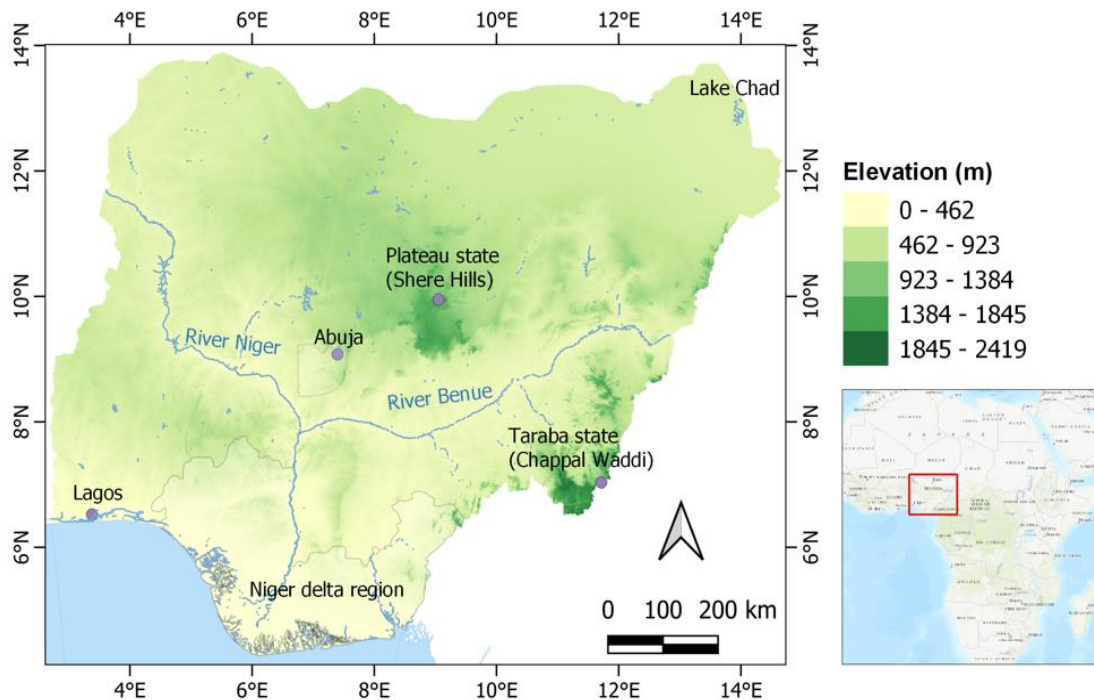 4°E 6°E 8°E 10°E 12°E 14°E
14°N
14°N
Lake Chad
12°N
12°N
Elevation (m)
0 - 462
462 - 923
923 - 1384
1384 - 1845
1845 - 2419
Plateau state
(Shere Hills)
10°N
10°N
River Niger
Abuja
River Benue
8°N
8°N
Taraba state
(Chappal Waddi)
Lagos
6°N
6°N
Niger delta region
0 100 200 km
4°E 6°E 8°E 10°E 12°E 14°E